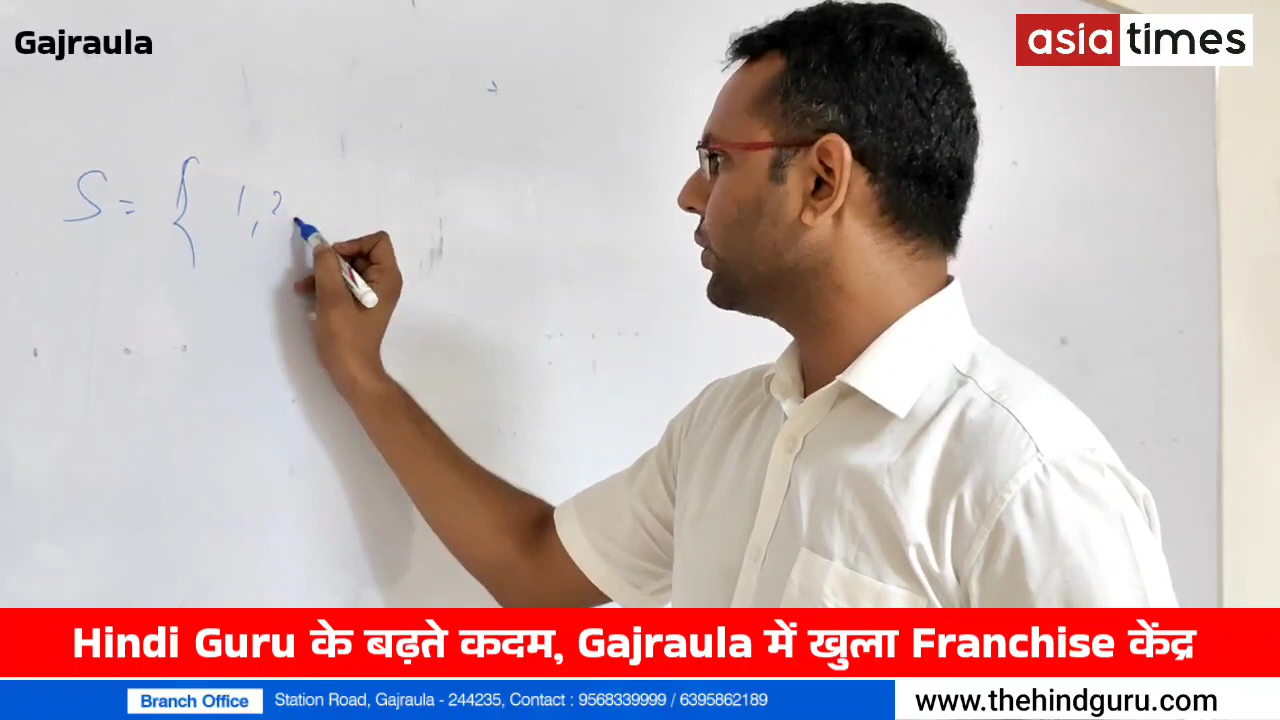 Gajraula
asia times
S = { 1, 2
Hindi Guru के बढ़ते कदम, Gajraula में खुला Franchise केंद्र
Branch Office Station Road, Gajraula - 244235, Contact : 9568339999 / 6395862189
www.thehindguru.com